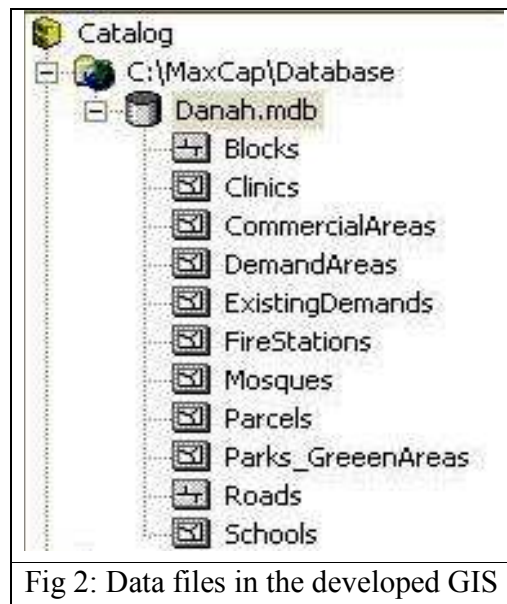 Catalog
C:\MaxCap\Database
Danah.mdb
Blocks
Clinics
CommercialAreas
DemandAreas
ExistingDemands
FireStations
Mosques
Parcels
Parks_GreeenAreas
Roads
Schools
Fig 2: Data files in the developed GIS